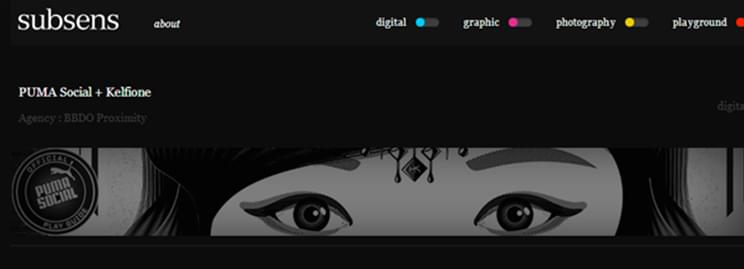 subsens
about
digital
graphic
photography
playground
PUMA Social + Kelfione
Agency : BBDO Proximity
digita
OFFICIAL
PUMA
SOCIAL
PLAY GUIDE